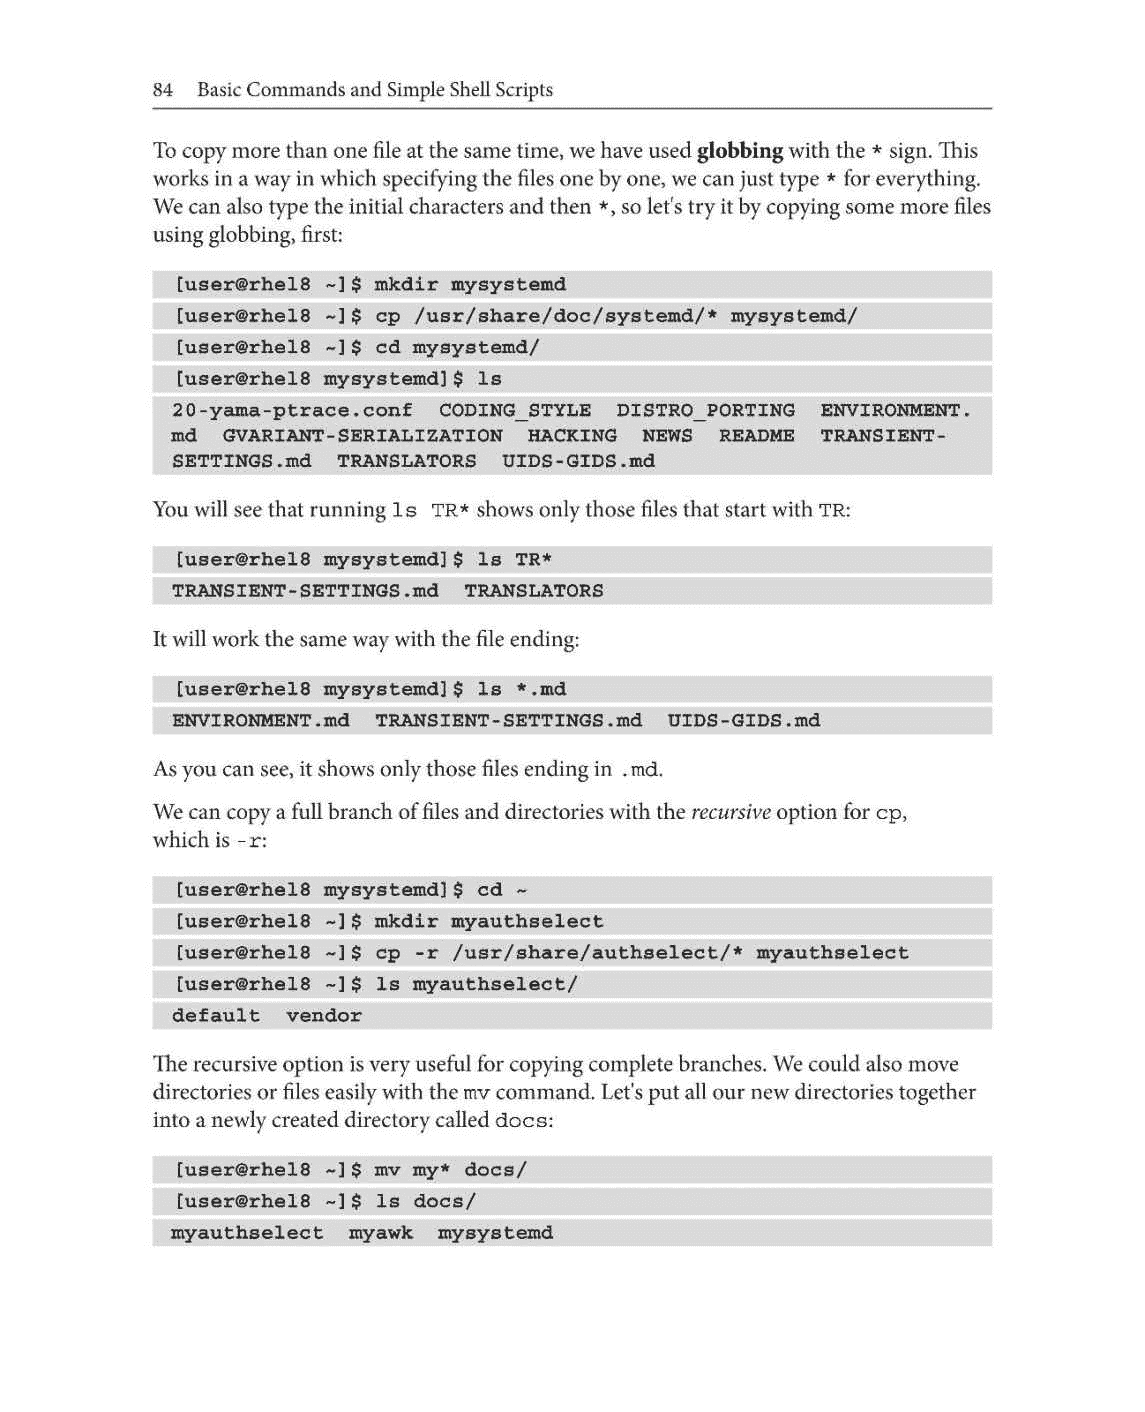 84 Basic Commands and Simple Shell Scripts
To copy more than one file at the same time, we have used globbing with the * sign. This
works in a way in which specifying the files one by one, we can just type * for everything.
We can also type the initial characters and then *, so let's try it by copying some more files
using globbing, first:
[user@rhel8 ~]$ mkdir mysystemd
[user@rhel8 ~]$ cp /usr/share/doc/systemd/* mysystemd/
[user@rhel8 ~]$ cd mysystemd/
[user@rhel8 mysystemd]$ ls
20-yama-ptrace.conf CODING_STYLE DISTRO_PORTING ENVIRONMENT.
md GVARIANT-SERIALIZATION HACKING NEWS README TRANSIENT-
SETTINGS.md TRANSLATORS UIDS-GIDS.md
You will see that running ls TR* shows only those files that start with TR:
[user@rhel8 mysystemd]$ ls TR*
TRANSIENT-SETTINGS.md TRANSLATORS
It will work the same way with the file ending:
[user@rhel8 mysystemd]$ ls *.md
ENVIRONMENT.md TRANSIENT-SETTINGS.md UIDS-GIDS.md
As you can see, it shows only those files ending in .md.
We can copy a full branch of files and directories with the recursive option for cp,
which is -r:
[user@rhel8 mysystemd]$ cd ~
[user@rhel8 ~]$ mkdir myauthselect
[user@rhel8 ~]$ cp -r /usr/share/authselect/* myauthselect
[user@rhel8 ~]$ ls myauthselect/
default vendor
The recursive option is very useful for copying complete branches. We could also move
directories or files easily with the mv command. Let's put all our new directories together
into a newly created directory called docs:
[user@rhel8 ~]$ mv my* docs/
[user@rhel8 ~]$ ls docs/
myauthselect myawk mysystemd